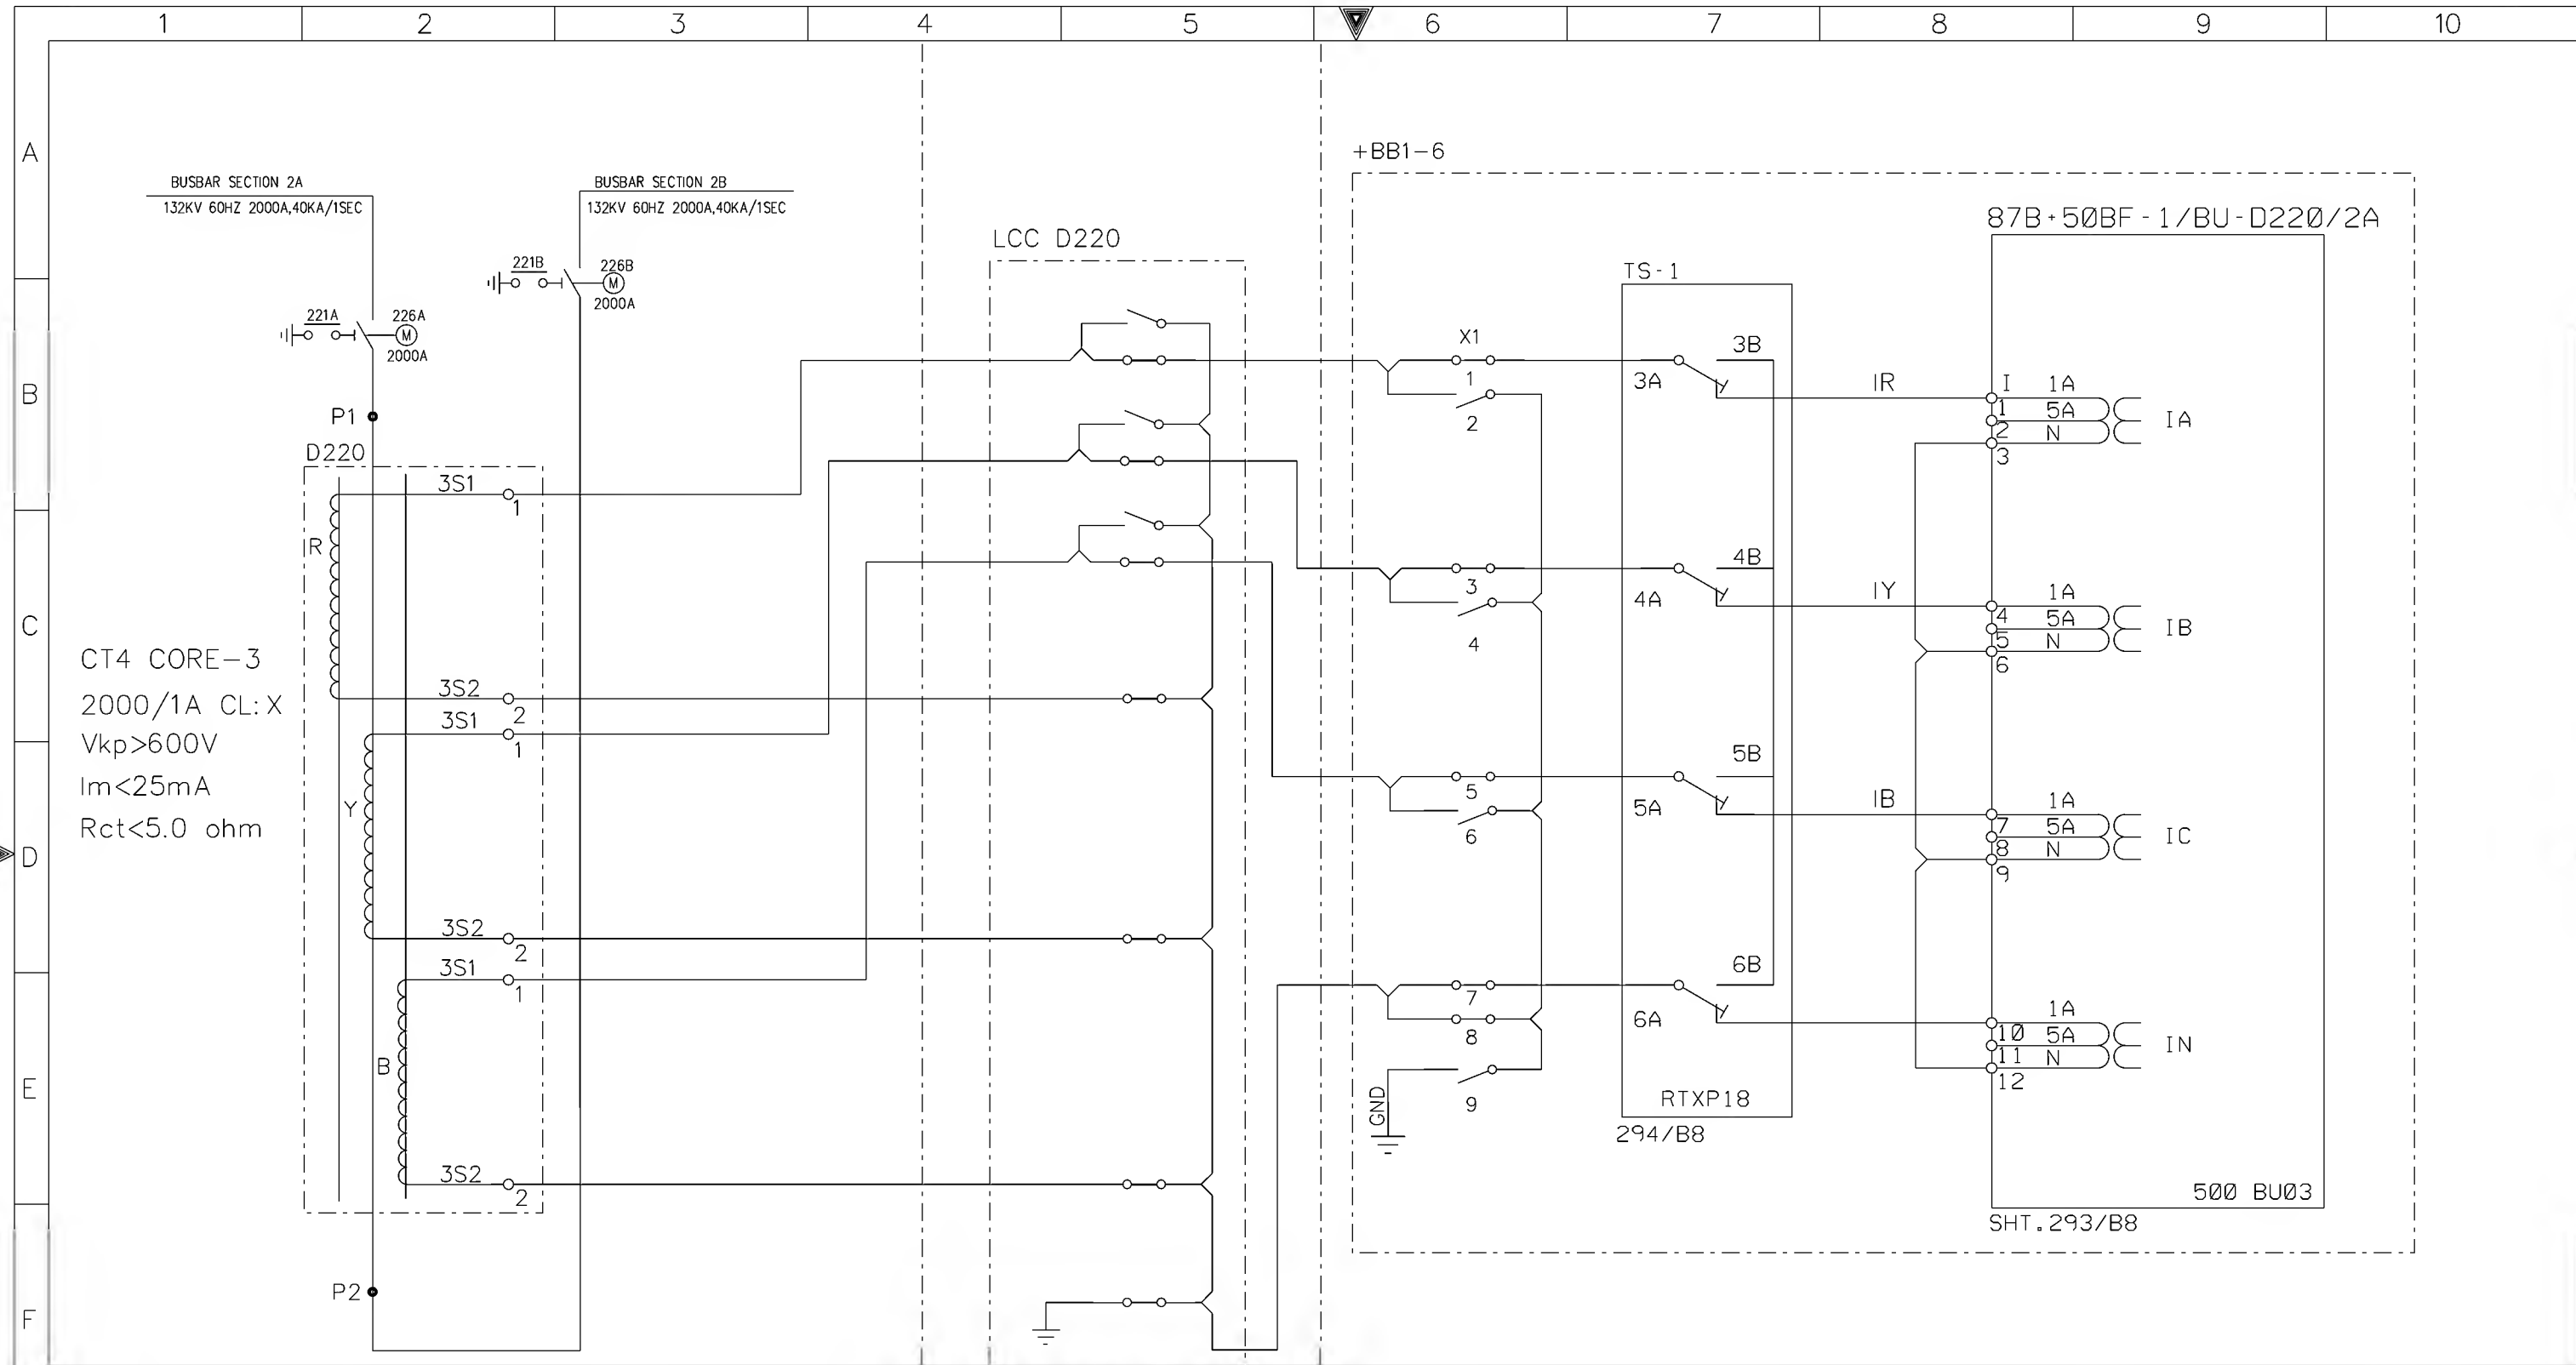 1 2 3 4 5 6 7 8 9 10
A
B
C
D
E
F
BUSBAR SECTION 2A
132KV 60HZ 2000A,40KA/1SEC
BUSBAR SECTION 2B
132KV 60HZ 2000A,40KA/1SEC
221B
226B
M
2000A
221A
226A
M
2000A
P1
D220
3S1
1
R
3S2
2
3S1
1
Y
3S2
2
3S1
1
B
3S2
2
P2
CT4 CORE-3
2000/1A CL:X
Vkp>600V
Im<25mA
Rct<5.0 ohm
LCC D220
+BB1-6
X1
1
2
3
4
5
6
7
8
9
GND
TS-1
3B
3A
4B
4A
5B
5A
6B
6A
RTXP18
294/B8
IR
IY
IB
87B+50BF-1/BU-D220/2A
I 1A
1 5A
2 N
3
IA
1A
4 5A
5 N
6
IB
1A
7 5A
8 N
9
IC
1A
10 5A
11 N
12
IN
500 BU03
SHT.293/B8